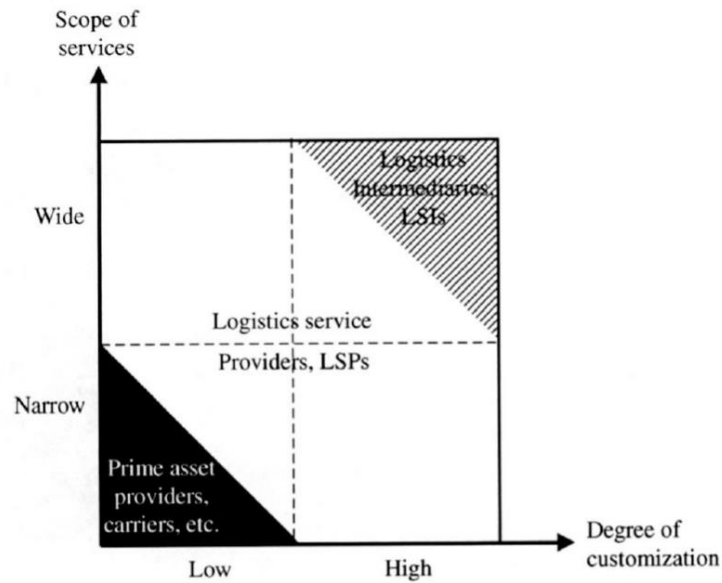 Scope of
services
Logistics
Intermediaries,
LSIs
Wide
Logistics service
Providers, LSPs
Narrow
Prime asset
providers,
carriers, etc.
Degree of
customization
Low
High